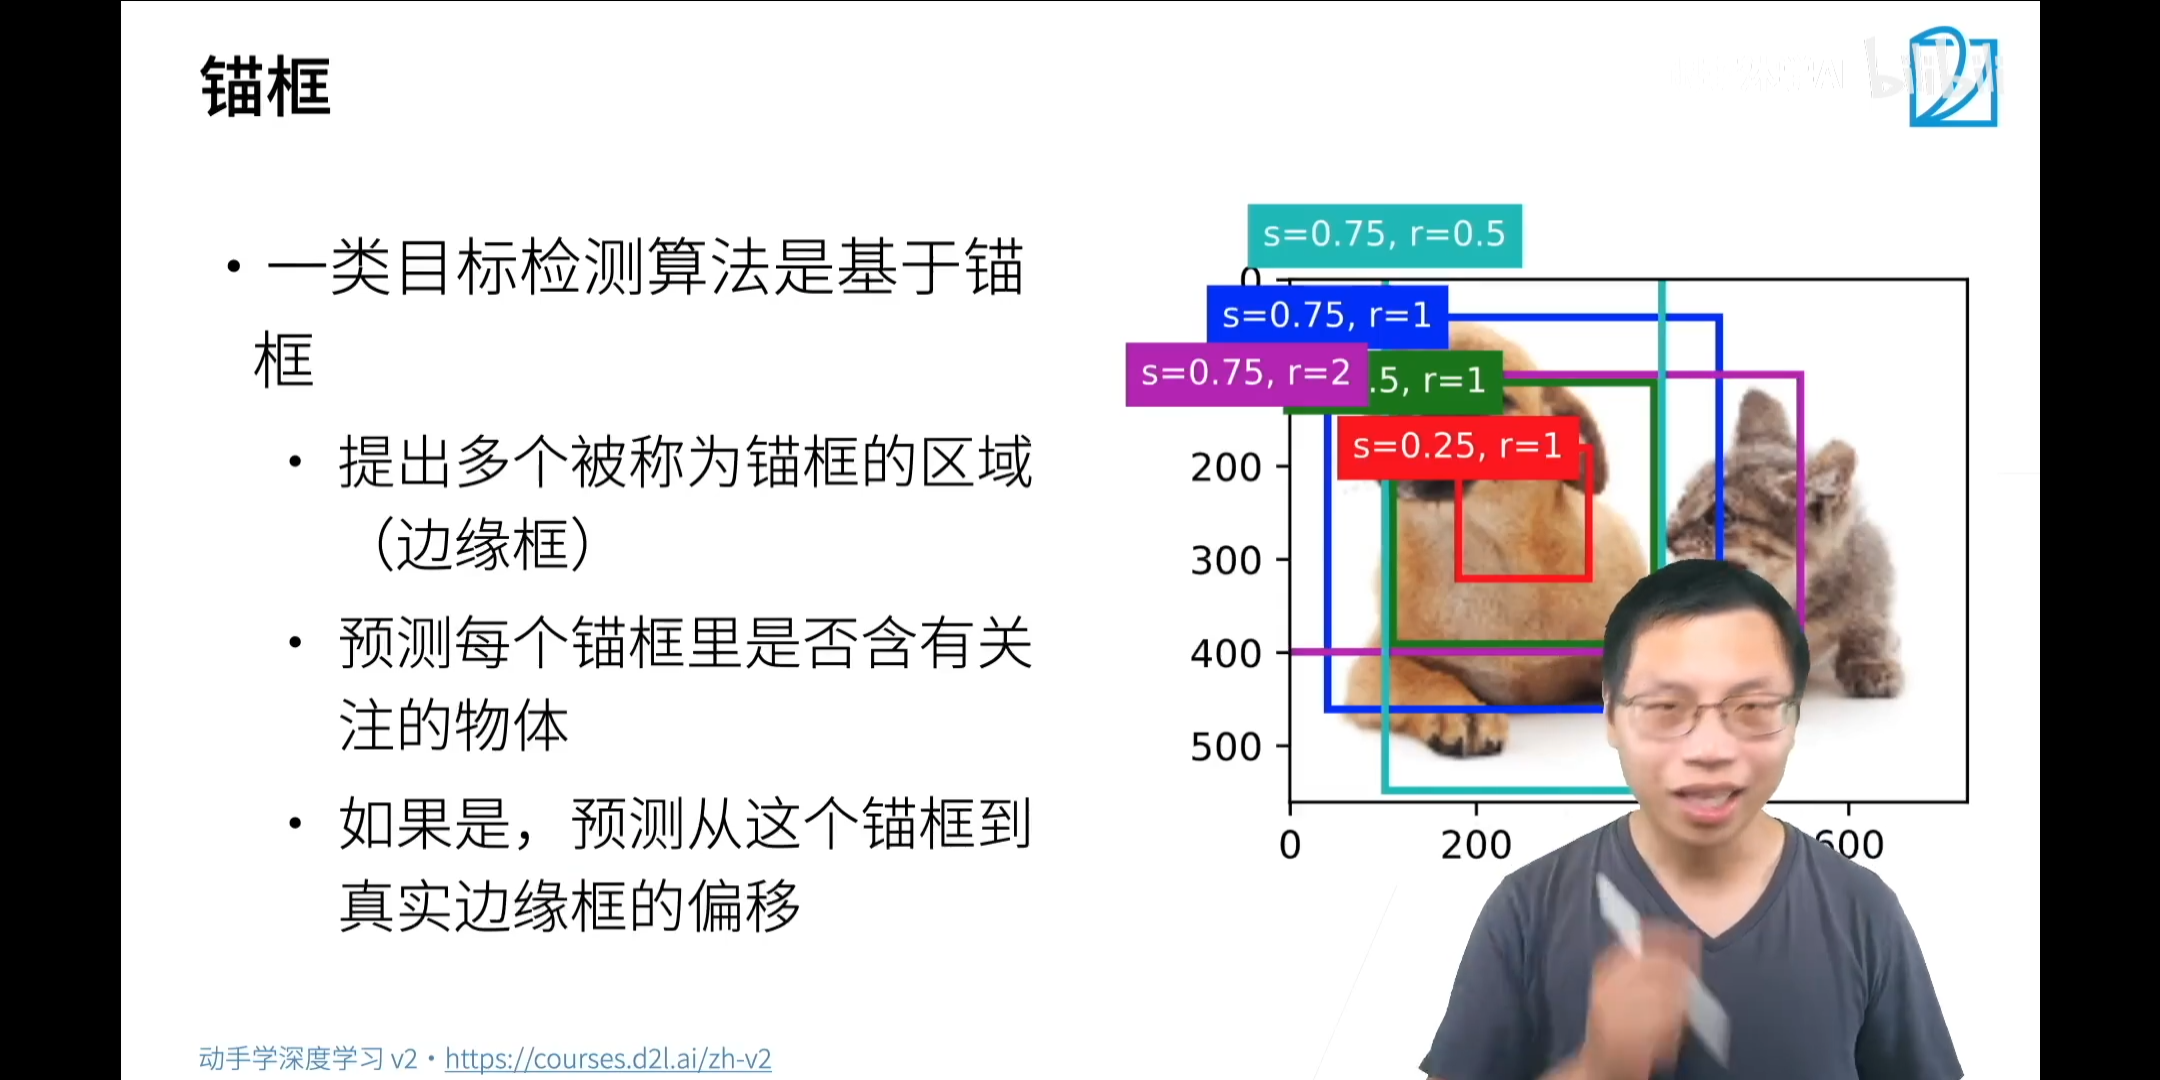 锚框
bilibili
• 一类目标检测算法是基于锚
框
• 提出多个被称为锚框的区域
（边缘框）
• 预测每个锚框里是否含有关
注的物体
• 如果是，预测从这个锚框到
真实边缘框的偏移
s=0.75, r=0.5
0
s=0.75, r=1
s=0.75, r=2
.5, r=1
s=0.25, r=1
200
300
400
500
0
200
600
动手学深度学习 v2 • https://courses.d2l.ai/zh-v2